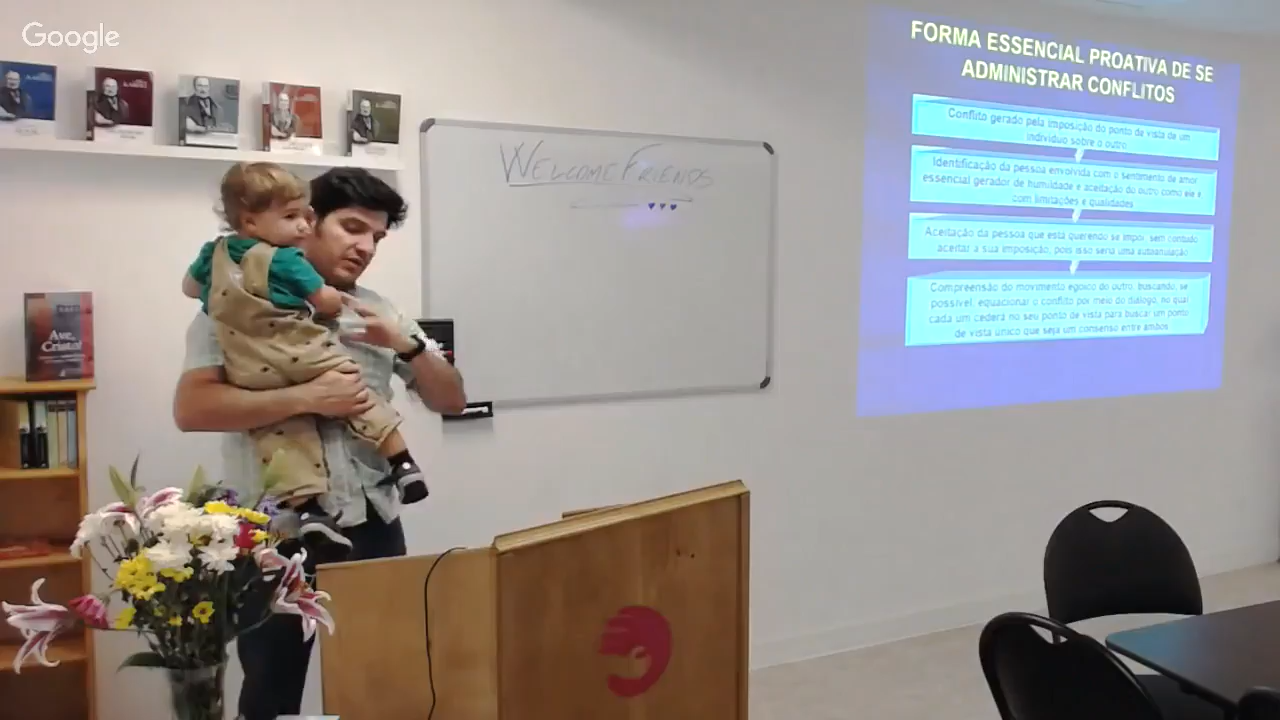 Google
Ave,
Cristo!
WELCOME FRIENDS
FORMA ESSENCIAL PROATIVA DE SE
ADMINISTRAR CONFLITOS
Conflito gerado pela imposição do ponto de vista de um
indivíduo sobre o outro
Identificação da pessoa envolvida com o sentimento de amor
essencial gerador de humildade e aceitação do outro como ele é
com limitações e qualidades
Aceitação da pessoa que está querendo se impor, sem contudo
aceitar a sua imposição, pois isso seria uma autoanulação
Compreensão do movimento egoico do outro, buscando, se
possível, equacionar o conflito por meio do diálogo, no qual
cada um cederá no seu ponto de vista para buscar um ponto
de vista único que seja um consenso entre ambos